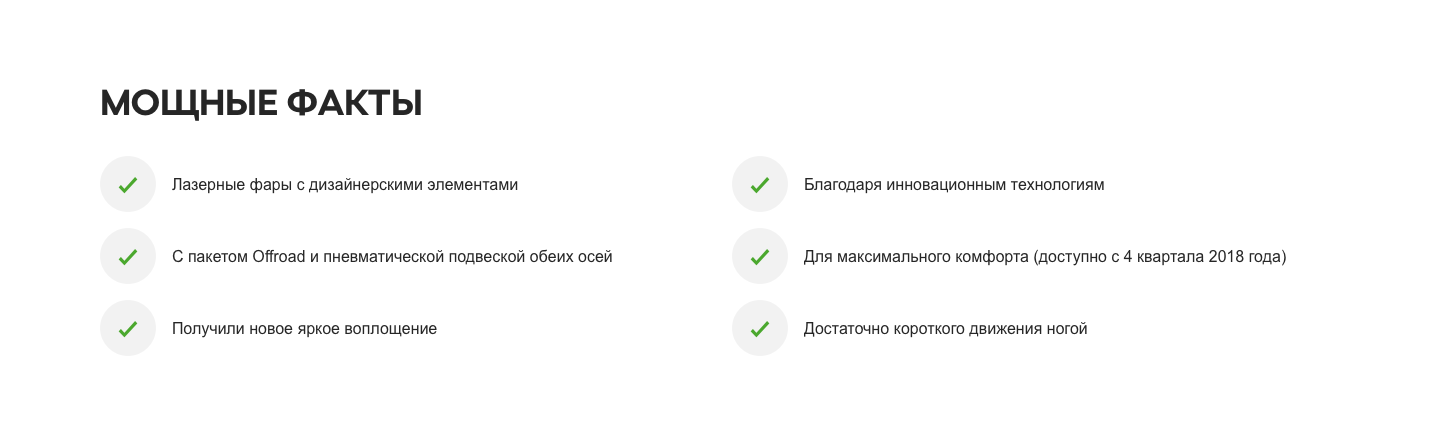 МОЩНЫЕ ФАКТЫ
Лазерные фары с дизайнерскими элементами
Благодаря инновационным технологиям
С пакетом Offroad и пневматической подвеской обеих осей
Для максимального комфорта (доступно с 4 квартала 2018 года)
Получили новое яркое воплощение
Достаточно короткого движения ногой